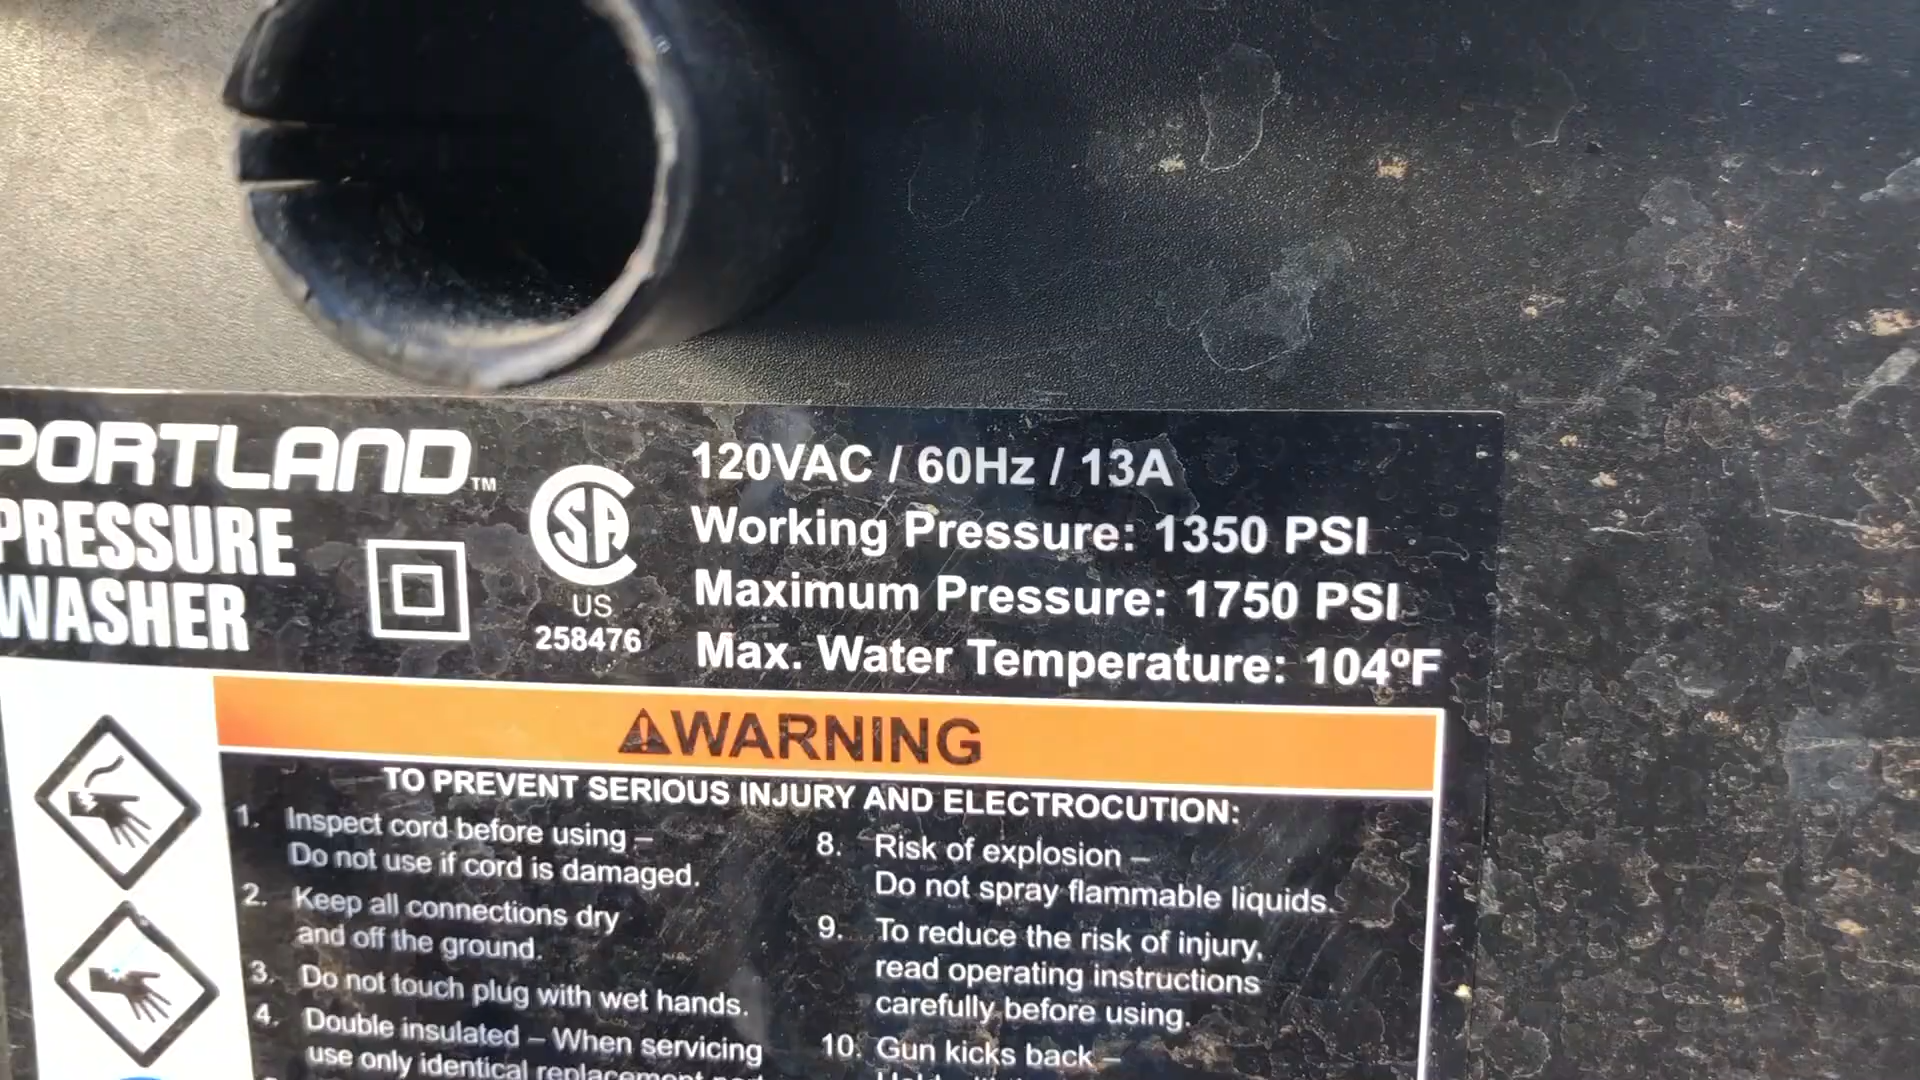 PORTLAND™
PRESSURE
WASHER
CSA
US
258476
120VAC / 60Hz / 13A
Working Pressure: 1350 PSI
Maximum Pressure: 1750 PSI
Max. Water Temperature: 104ºF
⚠WARNING
TO PREVENT SERIOUS INJURY AND ELECTROCUTION:
1. Inspect cord before using –
Do not use if cord is damaged.
2. Keep all connections dry
and off the ground.
3. Do not touch plug with wet hands.
4. Double insulated – When servicing
use only identical replacement
8. Risk of explosion –
Do not spray flammable liquids.
9. To reduce the risk of injury,
read operating instructions
carefully before using.
10. Gun kicks back –